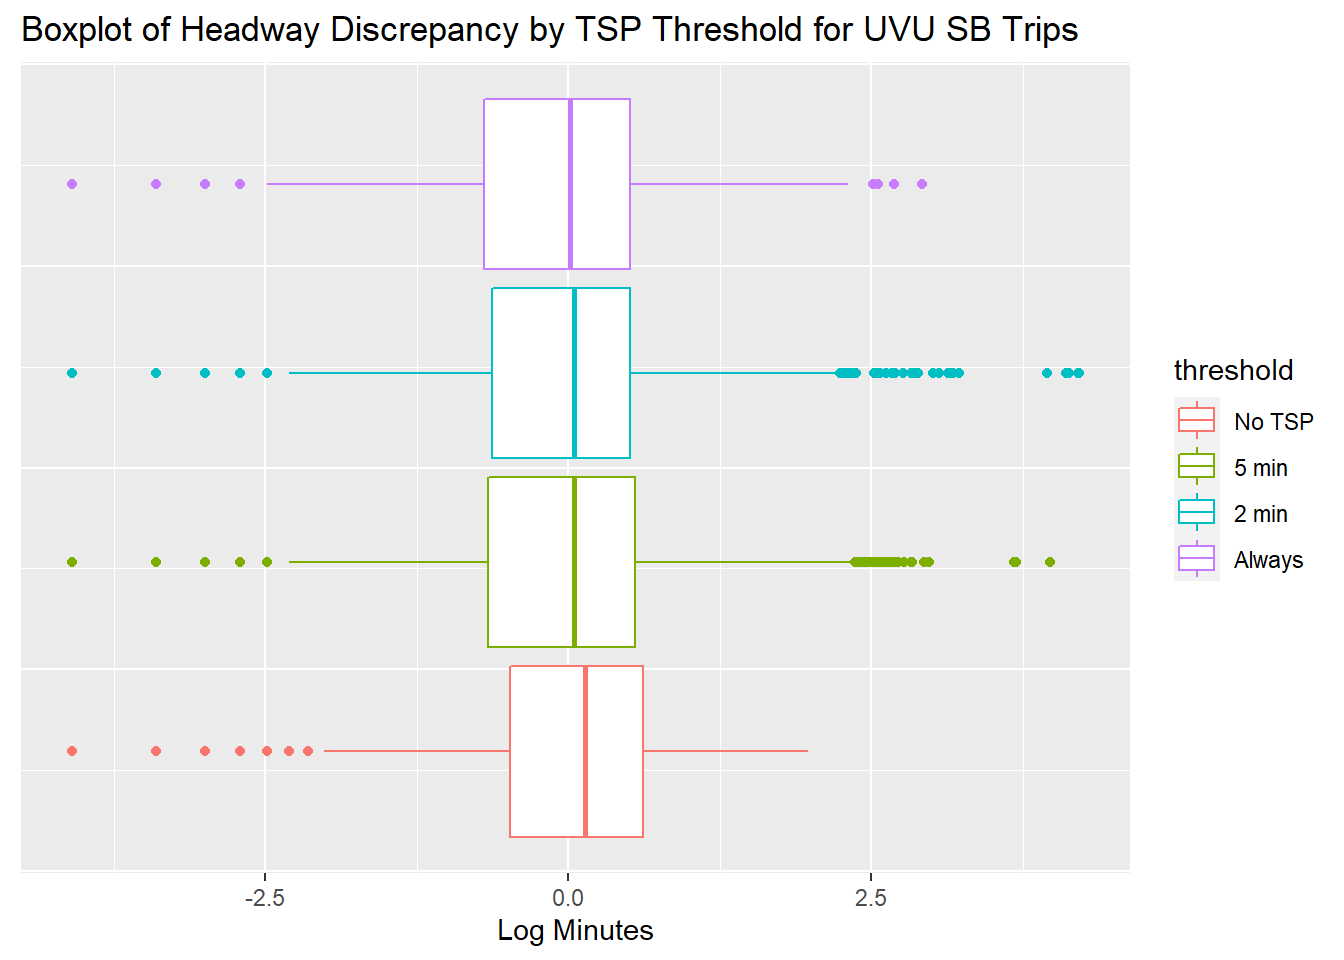 Boxplot of Headway Discrepancy by TSP Threshold for UVU SB Trips
threshold
No TSP
5 min
2 min
Always
-2.5 0.0 2.5
Log Minutes